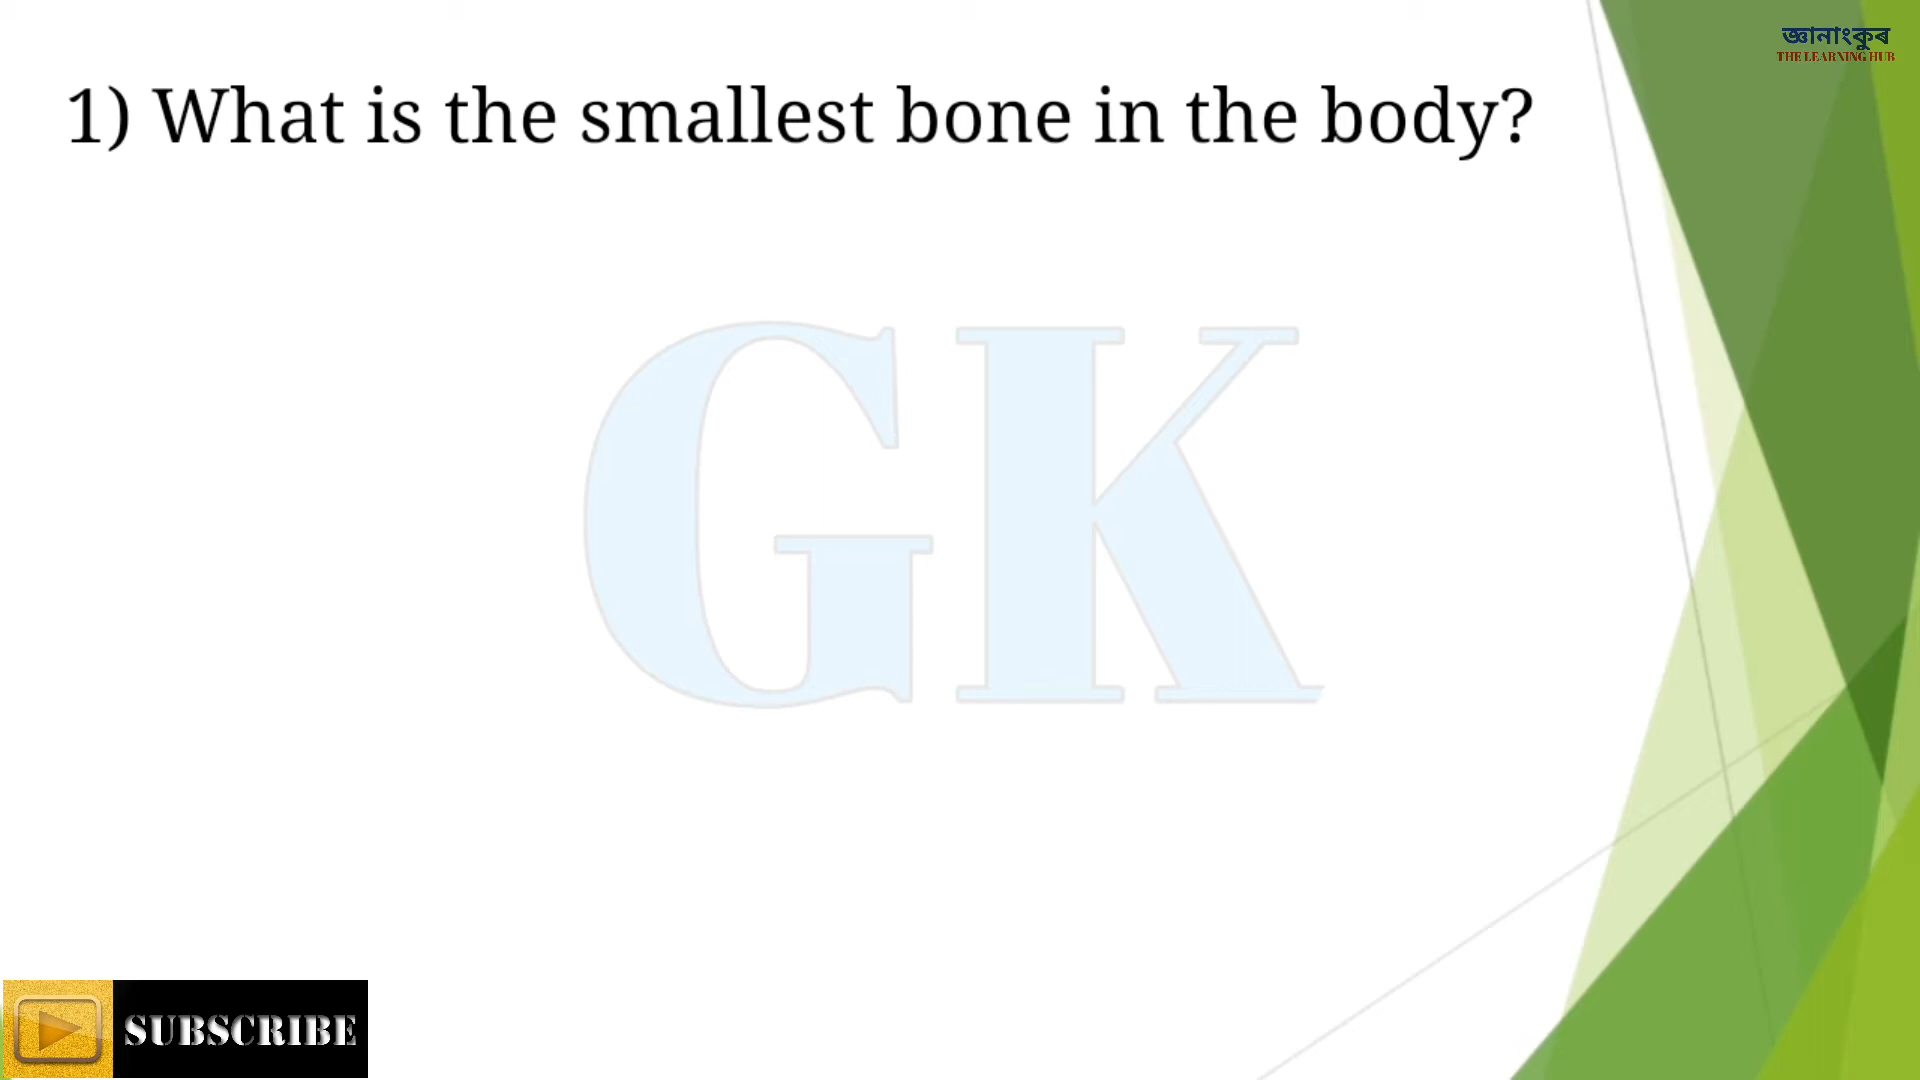 জ্ঞানাংকুৰ
THE LEARNING HUB
1) What is the smallest bone in the body?
GK
SUBSCRIBE